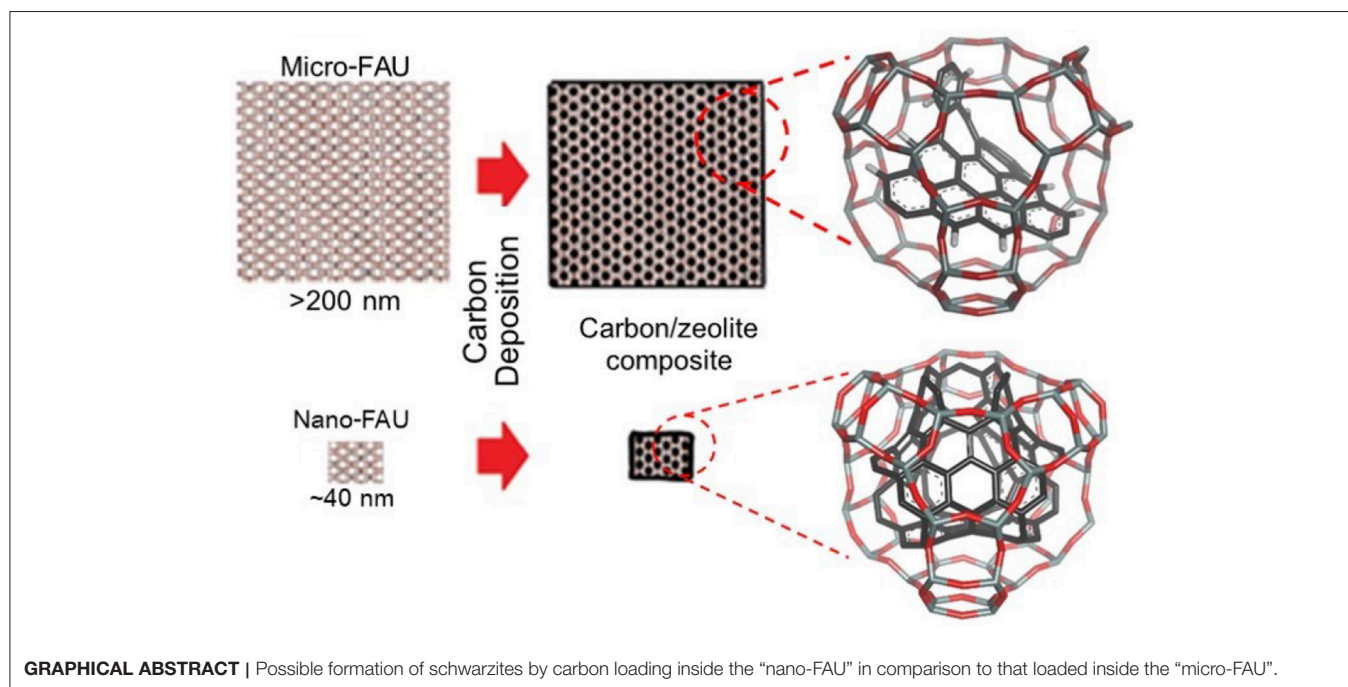 Micro-FAU
>200 nm
Carbon
Deposition
Carbon/zeolite
composite
Nano-FAU
~40 nm
GRAPHICAL ABSTRACT | Possible formation of schwarzites by carbon loading inside the “nano-FAU” in comparison to that loaded inside the “micro-FAU”.